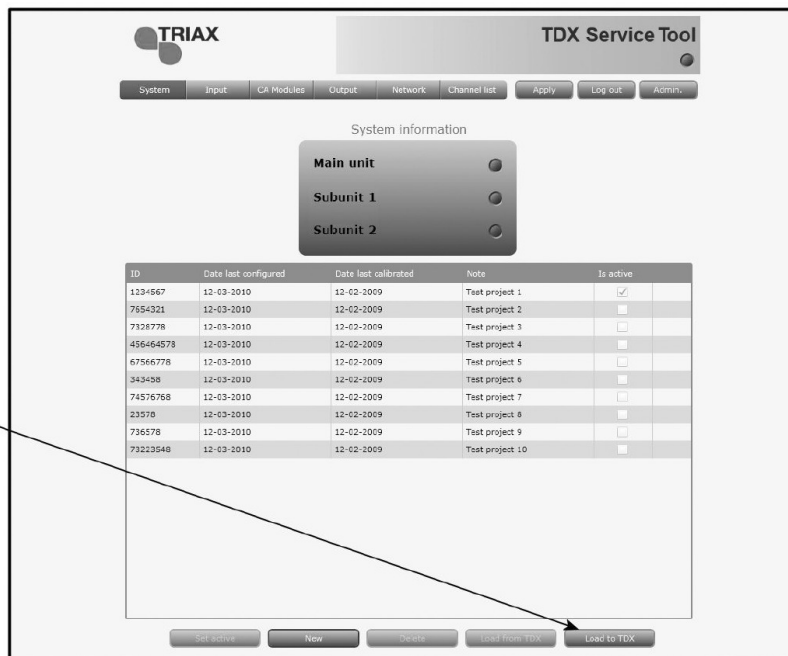 TRIAX
TDX Service Tool
System Input CA Modules Output Network Channel list Apply Log out Admin.
System information
Main unit
Subunit 1
Subunit 2
ID Date last configured Date last calibrated Note Is active
1234567 12-03-2010 12-02-2009 Test project 1
7654321 12-03-2010 12-02-2009 Test project 2
7328778 12-03-2010 12-02-2009 Test project 3
456464578 12-03-2010 12-02-2009 Test project 4
67566778 12-03-2010 12-02-2009 Test project 5
343458 12-03-2010 12-02-2009 Test project 6
74576768 12-03-2010 12-02-2009 Test project 7
23578 12-03-2010 12-02-2009 Test project 8
736578 12-03-2010 12-02-2009 Test project 9
73223548 12-03-2010 12-02-2009 Test project 10
Set active New Delete Load from TDX Load to TDX